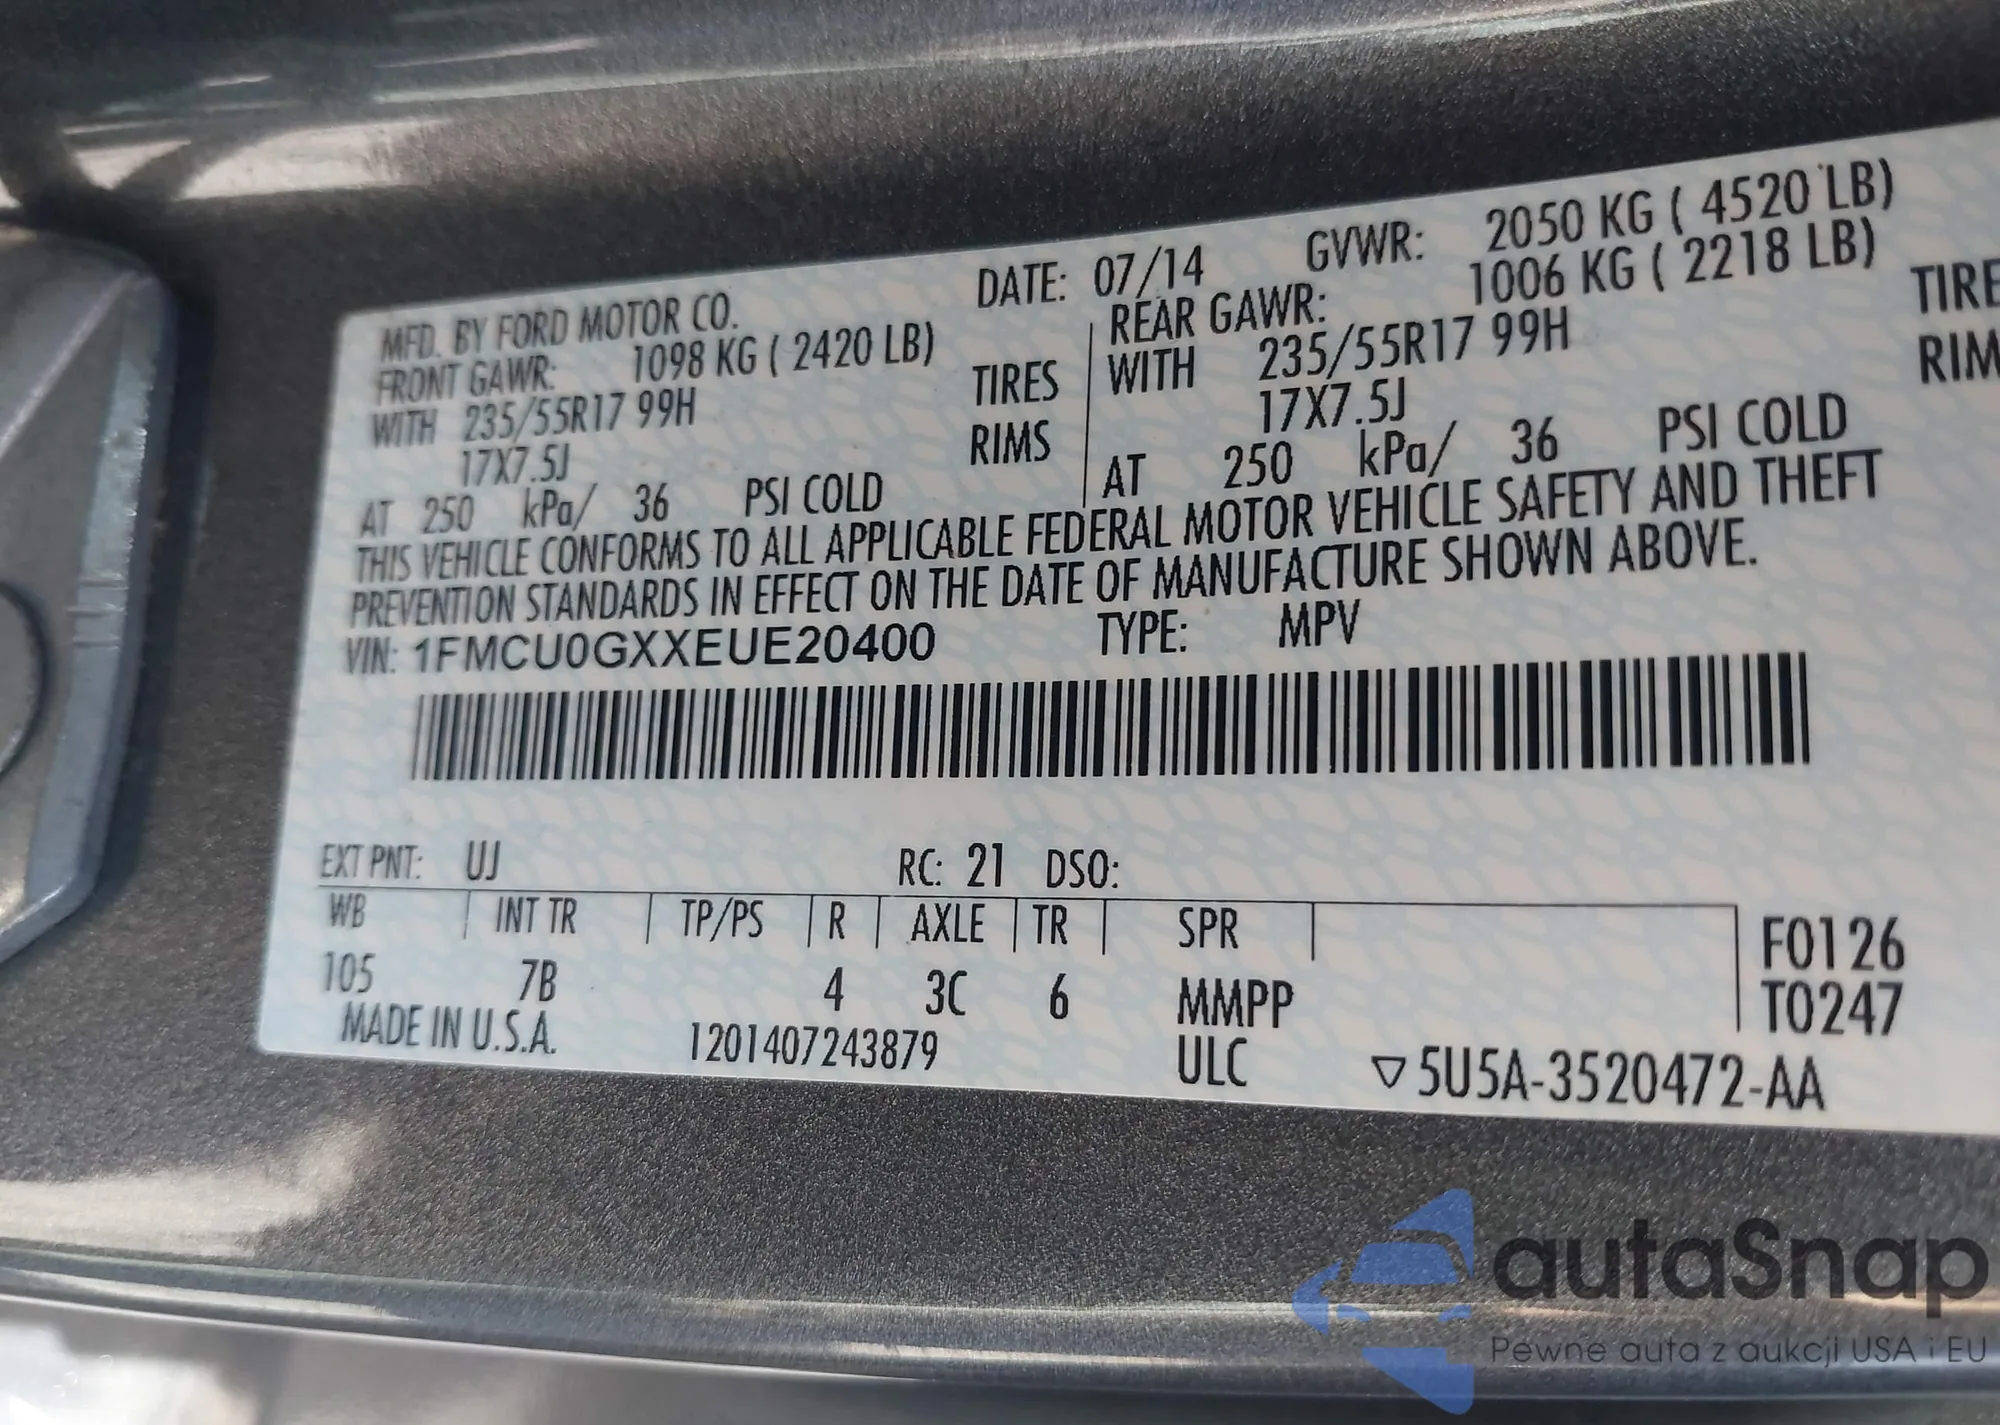 MFD. BY FORD MOTOR CO. DATE: 07/14 GVWR: 2050 KG ( 4520 LB)
FRONT GAWR: 1098 KG ( 2420 LB) REAR GAWR: 1006 KG ( 2218 LB)
WITH 235/55R17 99H TIRES WITH 235/55R17 99H TIRE
17X7.5J RIMS 17X7.5J RIM
AT 250 kPa/ 36 PSI COLD AT 250 kPa/ 36 PSI COLD
THIS VEHICLE CONFORMS TO ALL APPLICABLE FEDERAL MOTOR VEHICLE SAFETY AND THEFT
PREVENTION STANDARDS IN EFFECT ON THE DATE OF MANUFACTURE SHOWN ABOVE.
VIN: 1FMCU0GXXEUE20400 TYPE: MPV
EXT PNT: UJ RC: 21 DSO:
WB INT TR TP/PS R AXLE TR SPR F0126
105 7B 4 3C 6 MMPP T0247
MADE IN U.S.A. 1201407243879 ULC ▽5U5A-3520472-AA
autaSnap
Pewne auta z aukcji USA i EU